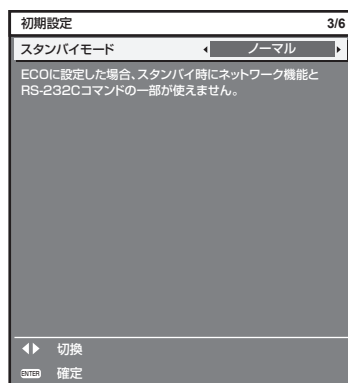 初期設定 3/6
スタンバイモード ノーマル
ECOに設定した場合、スタンバイ時にネットワーク機能と
RS-232Cコマンドの一部が使えません。
切換
ENTER 確定